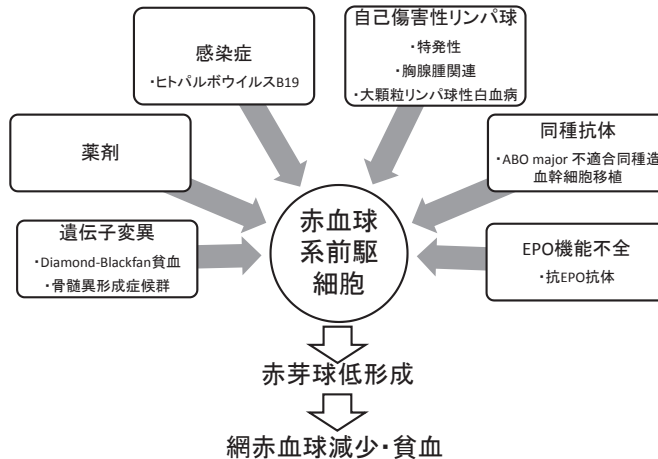 自己傷害性リンパ球
・特発性
・胸腺腫関連
・大顆粒リンパ球性白血病
感染症
・ヒトパルボウイルスB19
薬剤
同種抗体
・ABO major 不適合同種造
血幹細胞移植
遺伝子変異
・Diamond-Blackfan貧血
・骨髄異形成症候群
EPO機能不全
・抗EPO抗体
赤血球
系前駆
細胞
赤芽球低形成
網赤血球減少・貧血